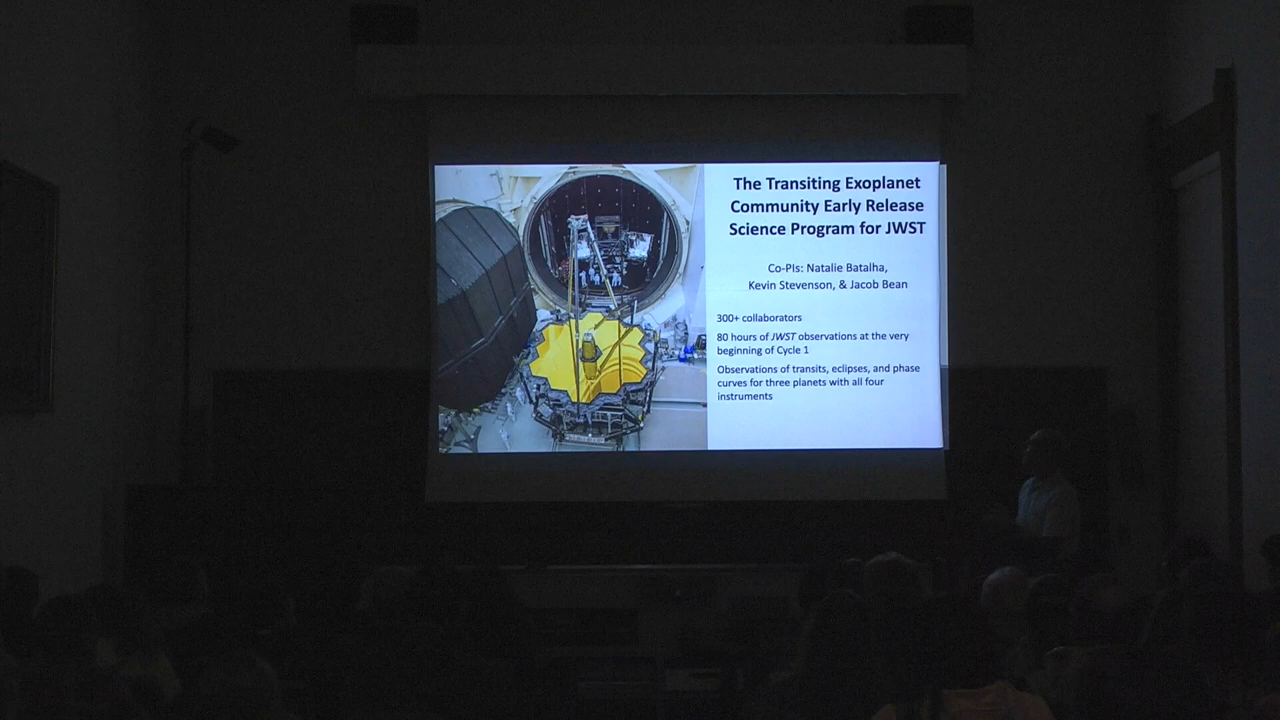 The Transiting Exoplanet
Community Early Release
Science Program for JWST
Co-PIs: Natalie Batalha,
Kevin Stevenson, & Jacob Bean
300+ collaborators
80 hours of JWST observations at the very
beginning of Cycle 1
Observations of transits, eclipses, and phase
curves for three planets with all four
instruments